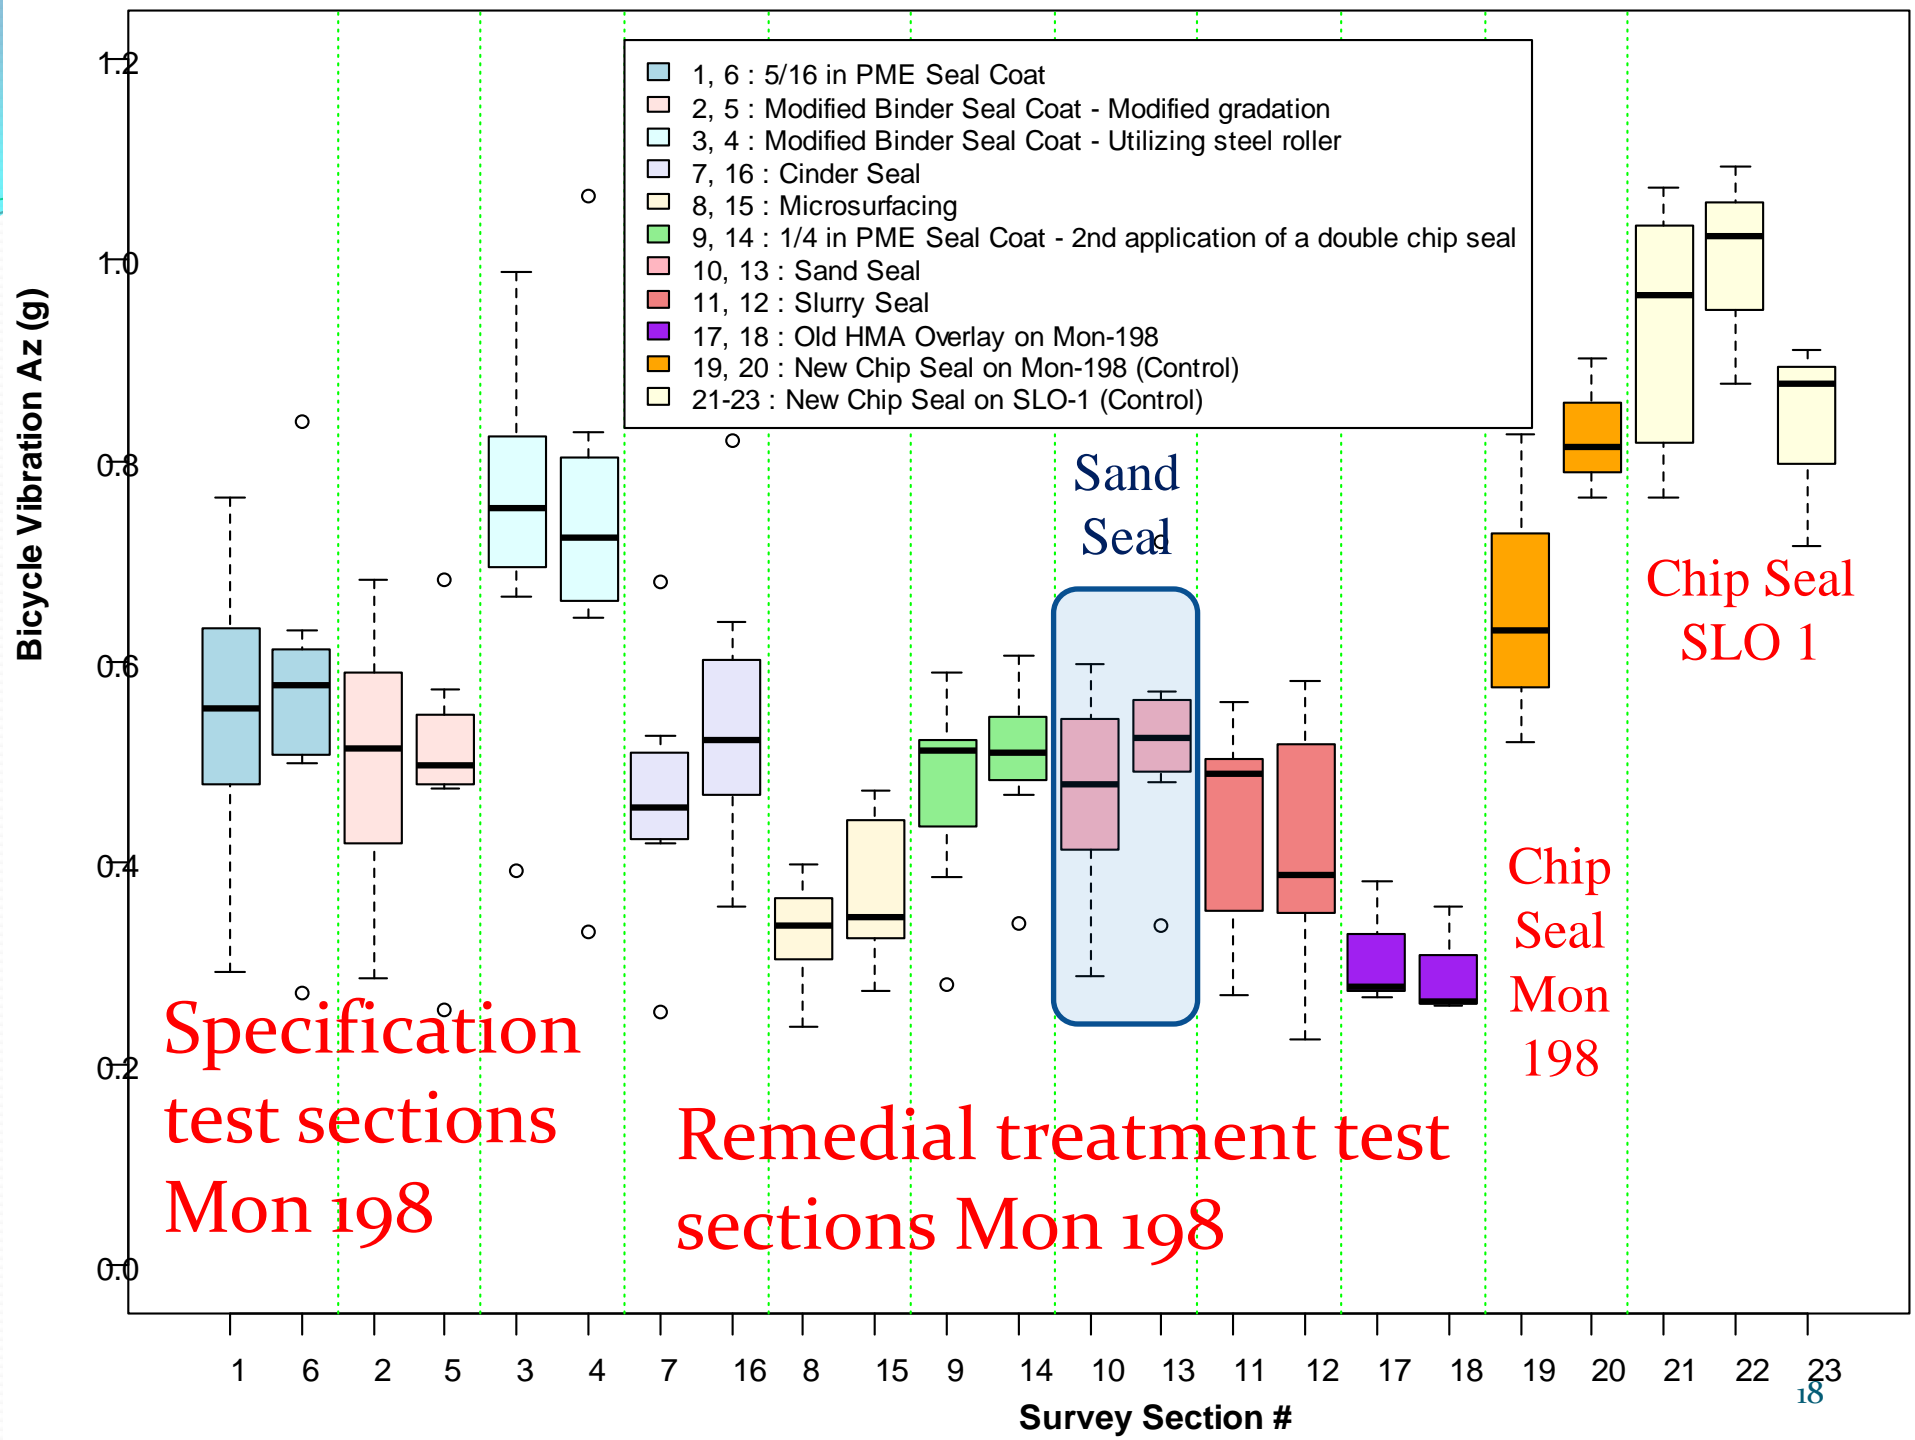 1.2
1.0
0.8
0.6
0.4
0.2
0.0
Bicycle Vibration Az (g)
1, 6 : 5/16 in PME Seal Coat
2, 5 : Modified Binder Seal Coat - Modified gradation
3, 4 : Modified Binder Seal Coat - Utilizing steel roller
7, 16 : Cinder Seal
8, 15 : Microsurfacing
9, 14 : 1/4 in PME Seal Coat - 2nd application of a double chip seal
10, 13 : Sand Seal
11, 12 : Slurry Seal
17, 18 : Old HMA Overlay on Mon-198
19, 20 : New Chip Seal on Mon-198 (Control)
21-23 : New Chip Seal on SLO-1 (Control)
Sand
Seal
Chip Seal
SLO 1
Chip
Seal
Mon
198
Specification
test sections
Mon 198
Remedial treatment test
sections Mon 198
1 6 2 5 3 4 7 16 8 15 9 14 10 13 11 12 17 18 19 20 21 22 23
Survey Section #
18